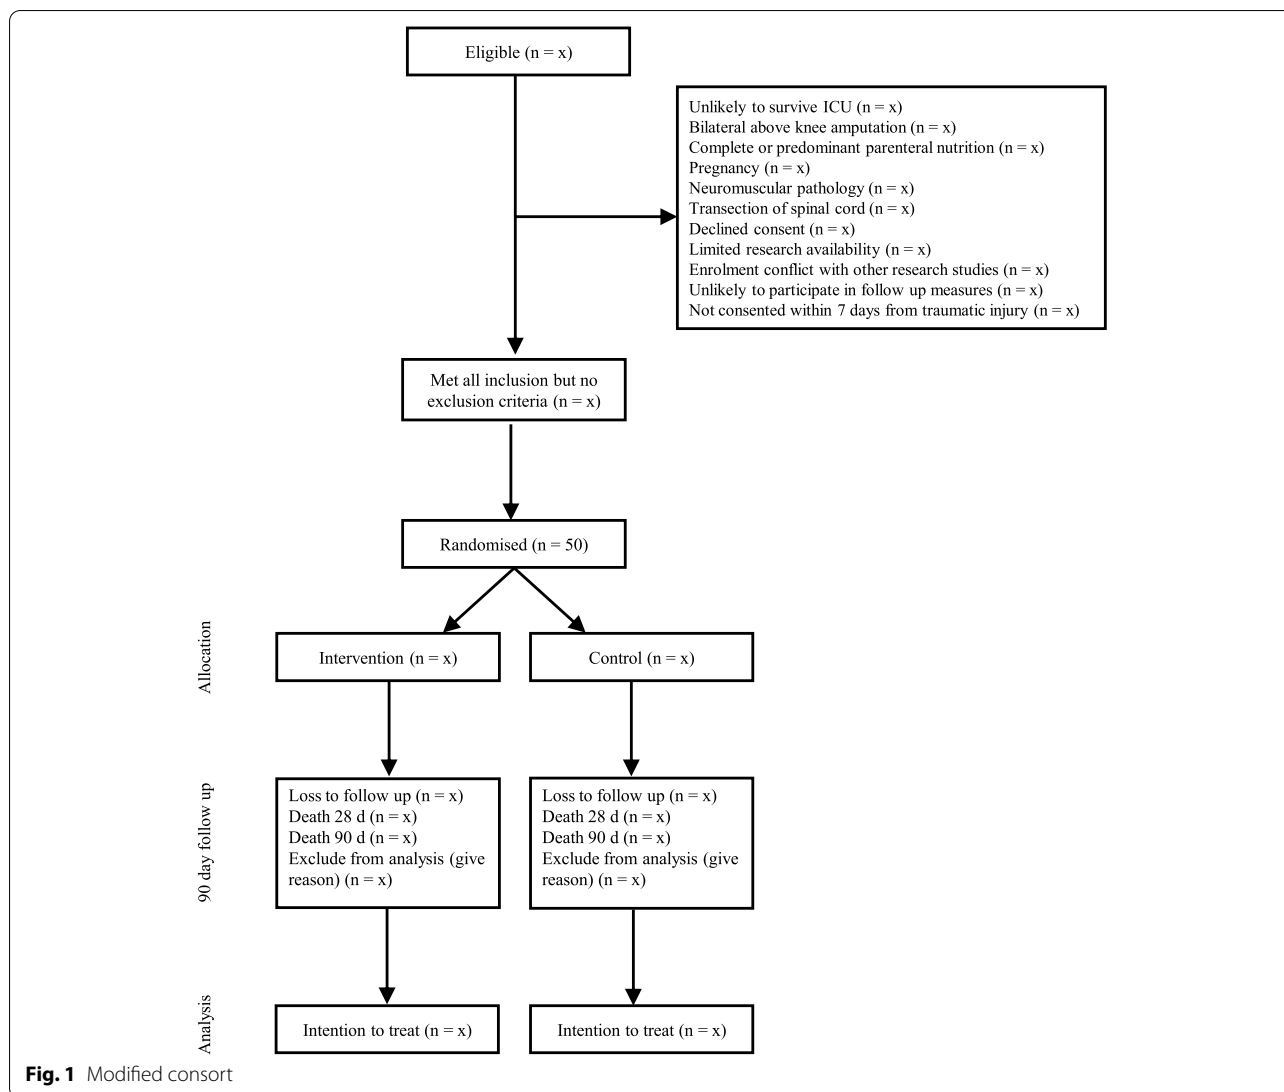 Eligible (n = x)
Unlikely to survive ICU (n = x)
Bilateral above knee amputation (n = x)
Complete or predominant parenteral nutrition (n = x)
Pregnancy (n = x)
Neuromuscular pathology (n = x)
Transection of spinal cord (n = x)
Declined consent (n = x)
Limited research availability (n = x)
Enrolment conflict with other research studies (n = x)
Unlikely to participate in follow up measures (n = x)
Not consented within 7 days from traumatic injury (n = x)
Met all inclusion but no
exclusion criteria (n = x)
Randomised (n = 50)
Allocation
Intervention (n = x)
Control (n = x)
90 day follow up
Loss to follow up (n = x)
Death 28 d (n = x)
Death 90 d (n = x)
Exclude from analysis (give
reason) (n = x)
Loss to follow up (n = x)
Death 28 d (n = x)
Death 90 d (n = x)
Exclude from analysis (give
reason) (n = x)
Analysis
Intention to treat (n = x)
Intention to treat (n = x)
Fig. 1 Modified consort